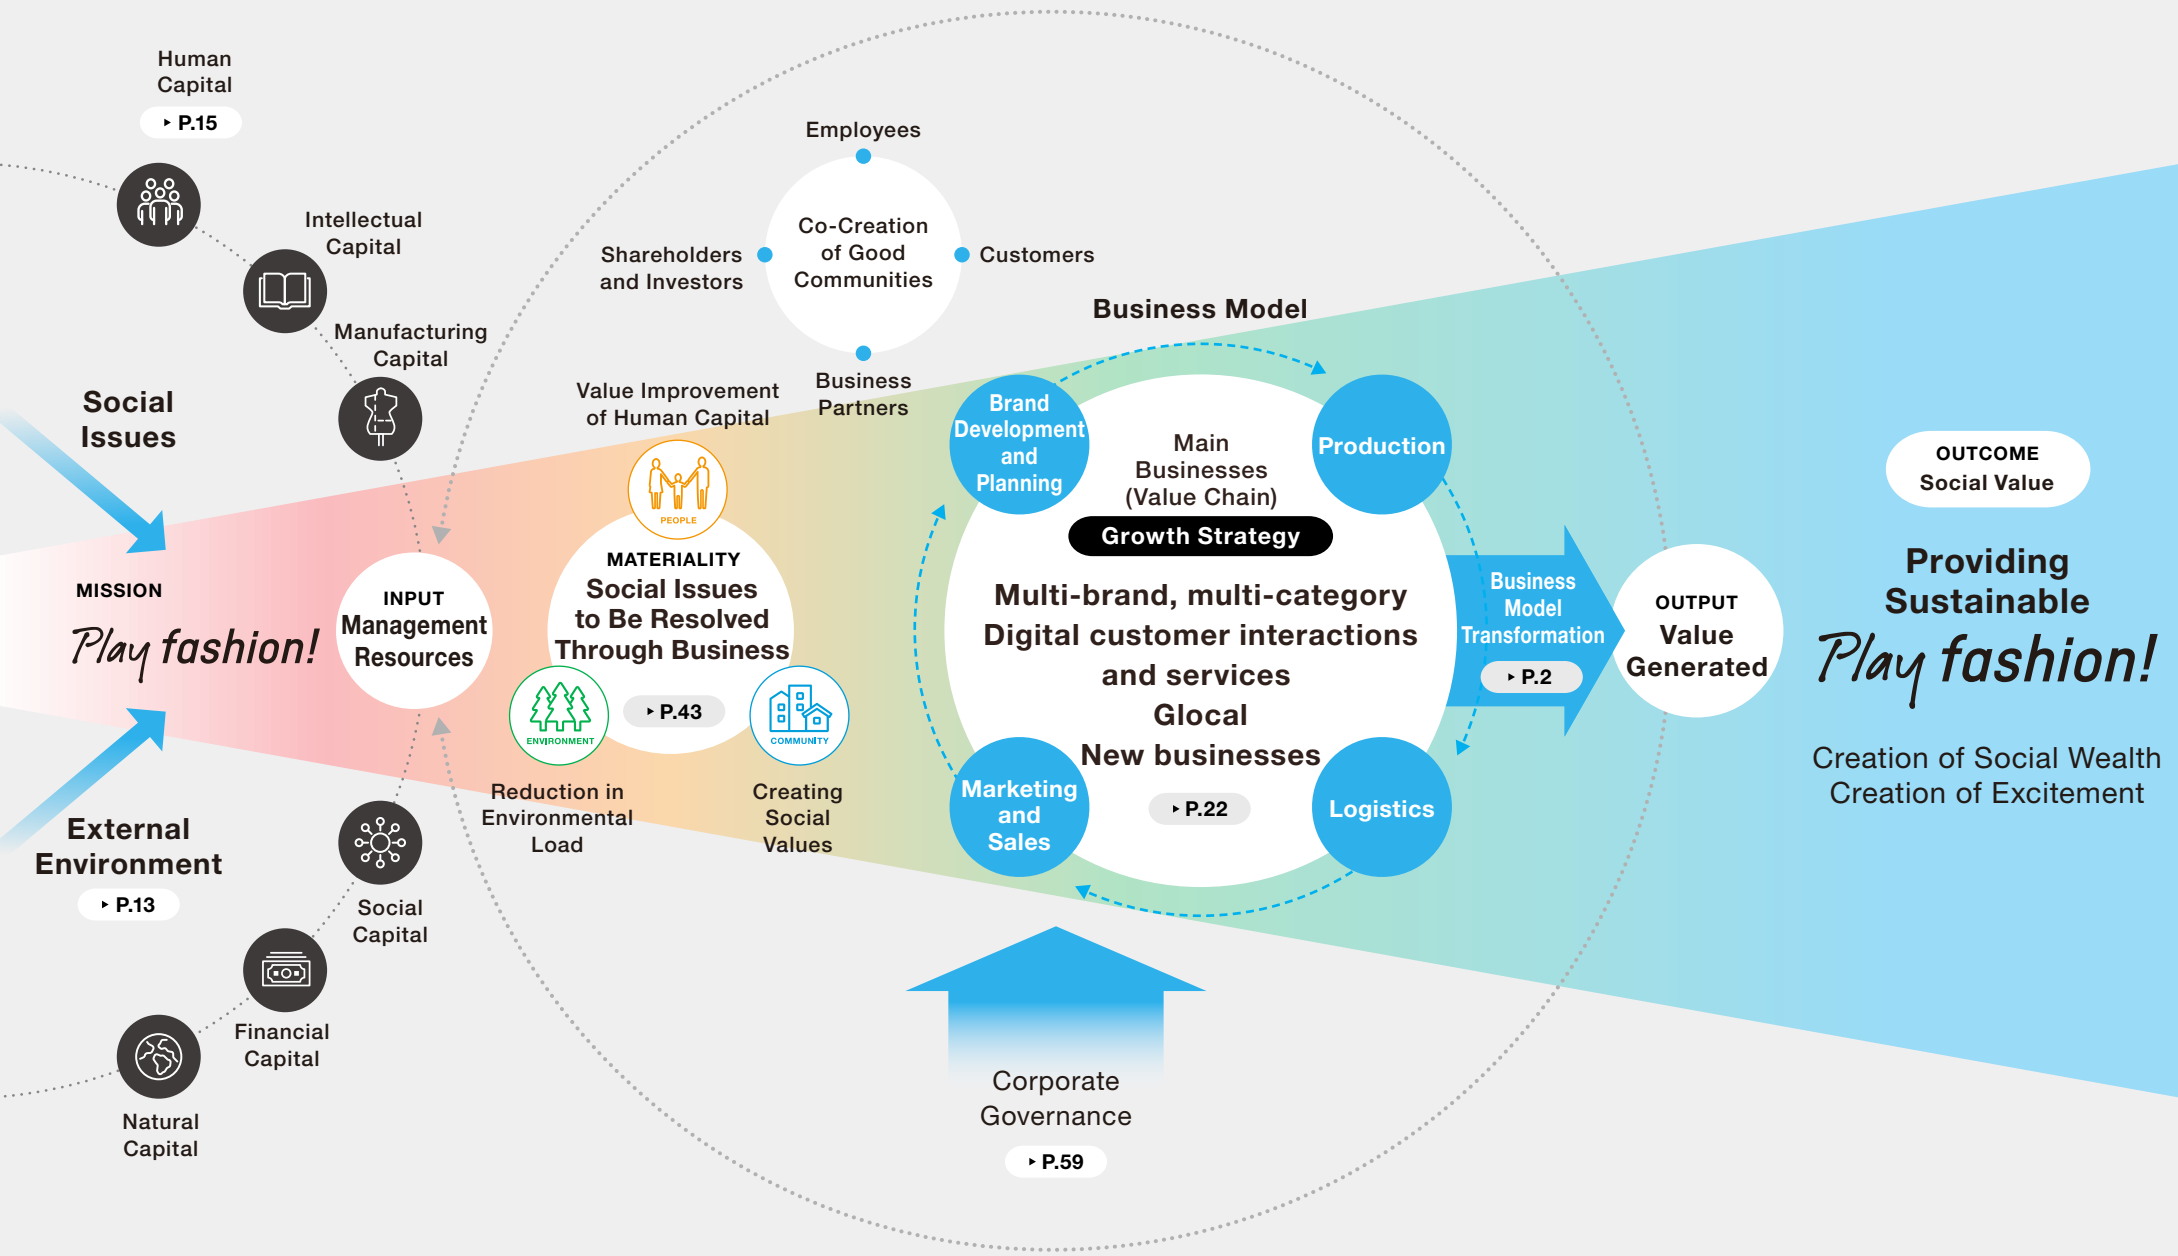 Human
Capital
▸ P.15
Intellectual
Capital
Manufacturing
Capital
Social
Issues
MISSION
Play fashion!
External
Environment
▸ P.13
Social
Capital
Financial
Capital
Natural
Capital
INPUT
Management
Resources
Employees
Shareholders
and Investors
Co-Creation
of Good
Communities
Customers
Business
Partners
Value Improvement
of Human Capital
PEOPLE
MATERIALITY
Social Issues
to Be Resolved
Through Business
▸ P.43
ENVIRONMENT
COMMUNITY
Reduction in
Environmental
Load
Creating
Social
Values
Business Model
Brand
Development
and
Planning
Production
Main
Businesses
(Value Chain)
Growth Strategy
Multi-brand, multi-category
Digital customer interactions
and services
Glocal
New businesses
▸ P.22
Marketing
and
Sales
Logistics
Corporate
Governance
▸ P.59
Business
Model
Transformation
▸ P.2
OUTPUT
Value
Generated
OUTCOME
Social Value
Providing
Sustainable
Play fashion!
Creation of Social Wealth
Creation of Excitement